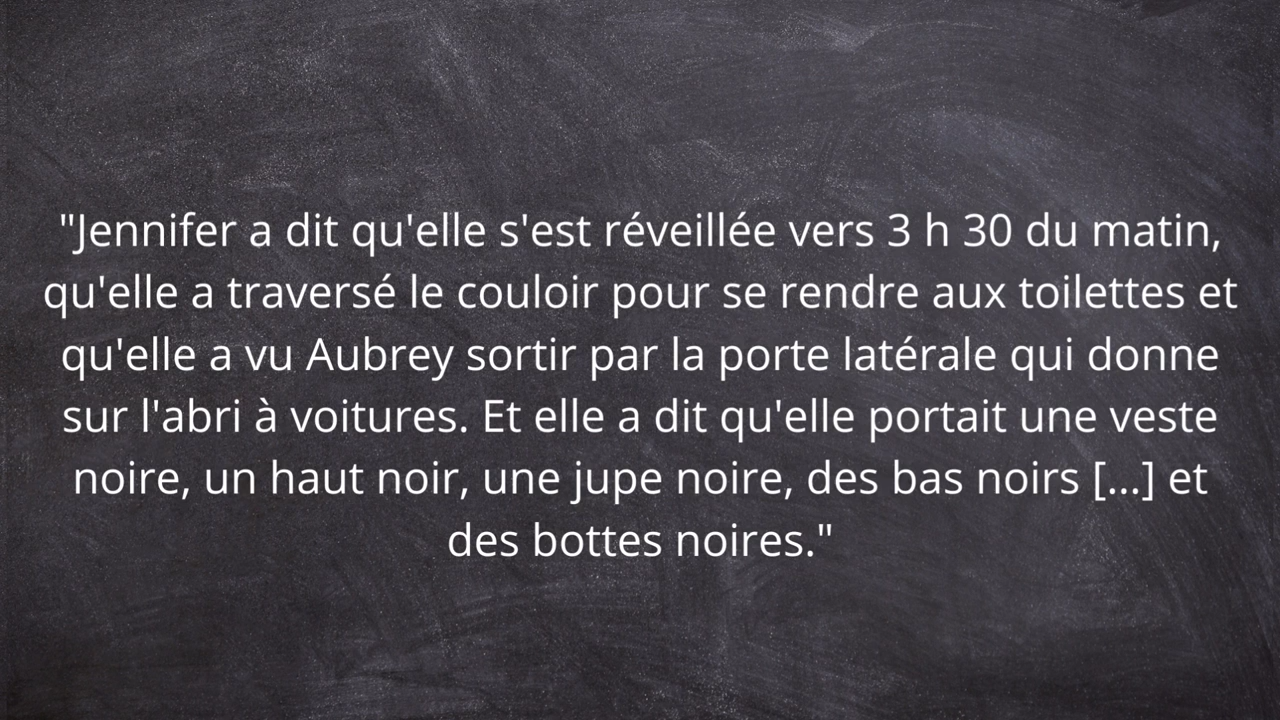 "Jennifer a dit qu'elle s'est réveillée vers 3 h 30 du matin,
qu'elle a traversé le couloir pour se rendre aux toilettes et
qu'elle a vu Aubrey sortir par la porte latérale qui donne
sur l'abri à voitures. Et elle a dit qu'elle portait une veste
noire, un haut noir, une jupe noire, des bas noirs [...] et
des bottes noires."